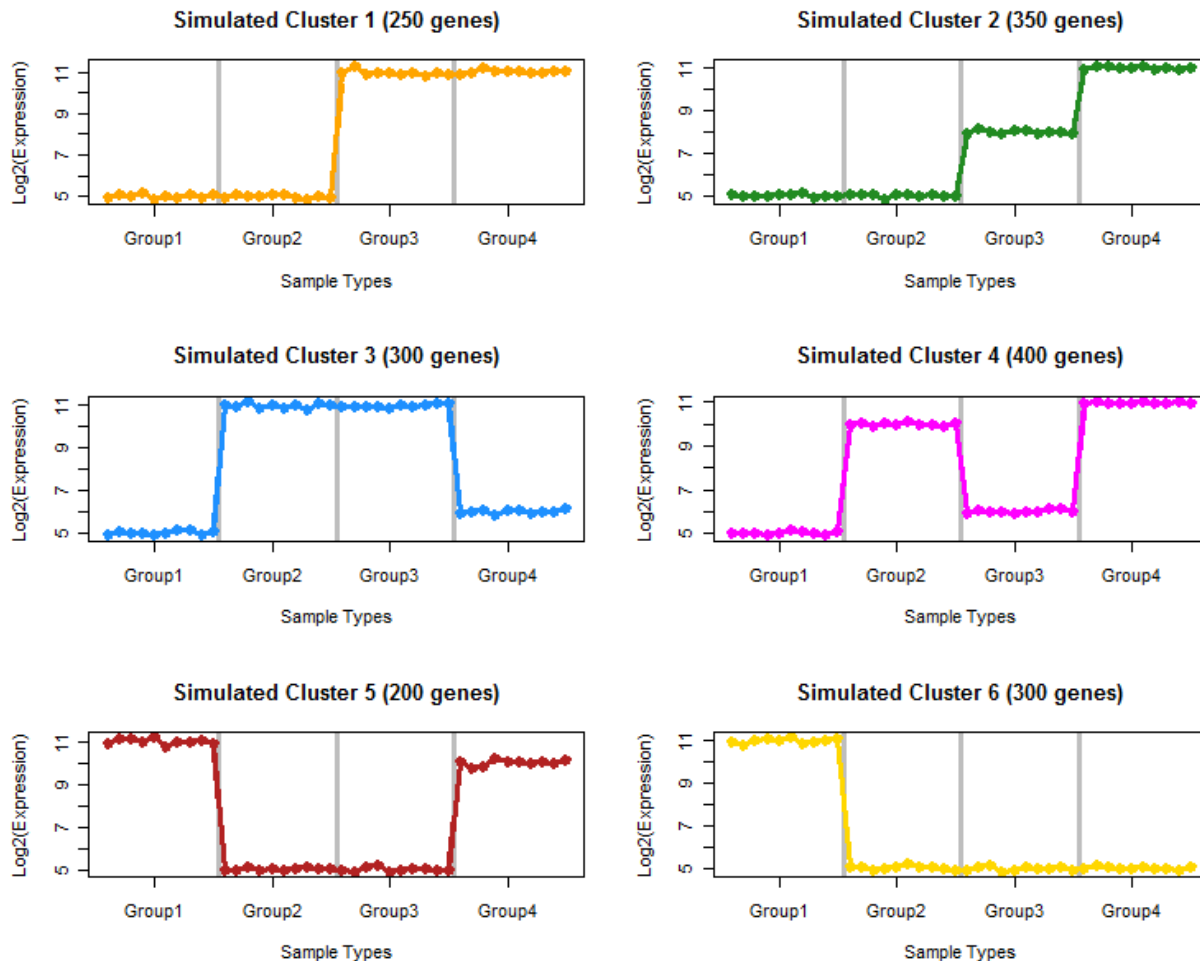 Simulated Cluster 1 (250 genes)
Log2(Expression)
11
9
7
5
Group1 Group2 Group3 Group4
Sample Types
Simulated Cluster 2 (350 genes)
Log2(Expression)
11
9
7
5
Group1 Group2 Group3 Group4
Sample Types
Simulated Cluster 3 (300 genes)
Log2(Expression)
11
9
7
5
Group1 Group2 Group3 Group4
Sample Types
Simulated Cluster 4 (400 genes)
Log2(Expression)
11
9
7
5
Group1 Group2 Group3 Group4
Sample Types
Simulated Cluster 5 (200 genes)
Log2(Expression)
11
9
7
5
Group1 Group2 Group3 Group4
Sample Types
Simulated Cluster 6 (300 genes)
Log2(Expression)
11
9
7
5
Group1 Group2 Group3 Group4
Sample Types